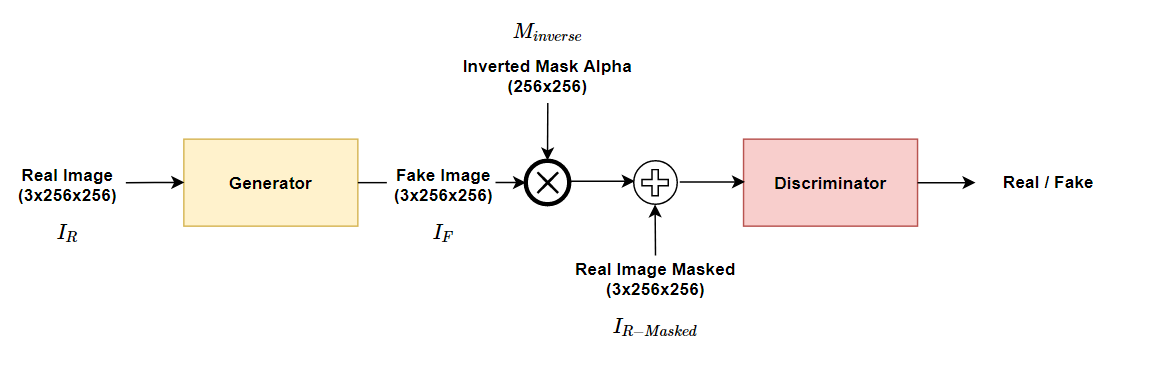 M_inverse
Inverted Mask Alpha
(256x256)
Real Image
(3x256x256)
I_R
Generator
Fake Image
(3x256x256)
I_F
Discriminator
Real / Fake
Real Image Masked
(3x256x256)
I_R−Masked